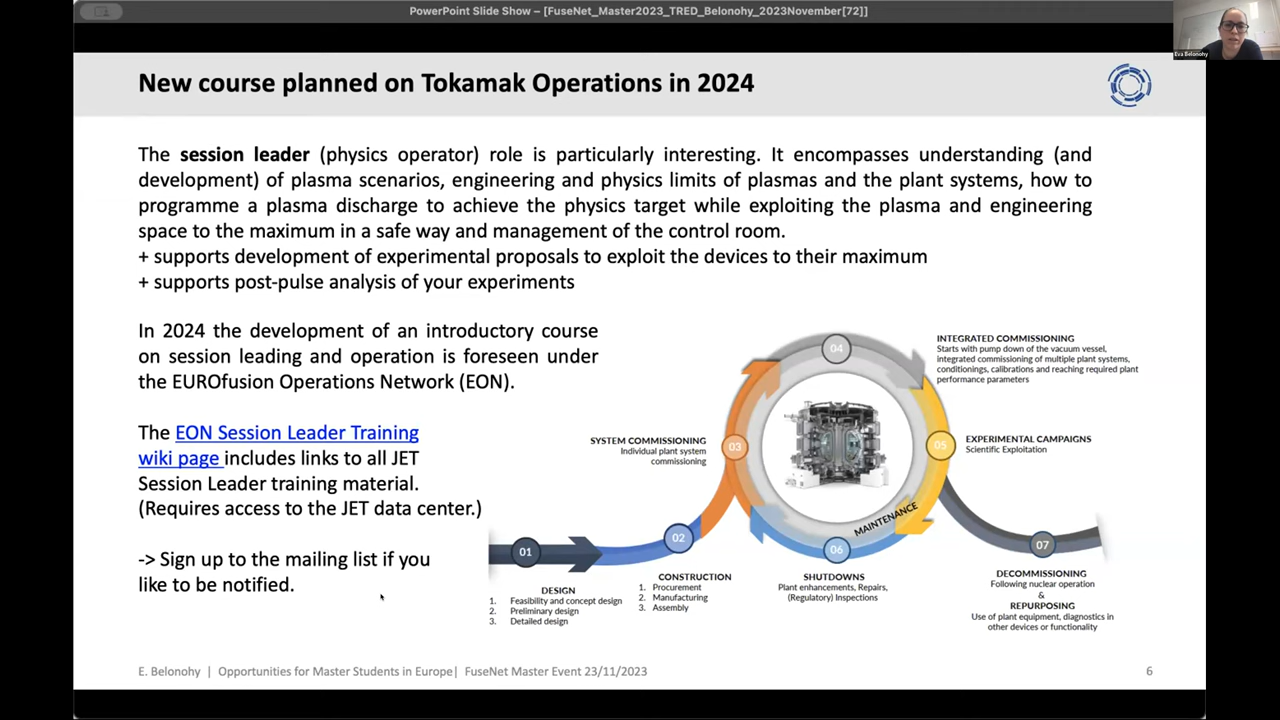 PowerPoint Slide Show – [FuseNet_Master2023_TRED_Belonohy_2023November[72]]
Eva Belonohy
New course planned on Tokamak Operations in 2024
The session leader (physics operator) role is particularly interesting. It encompasses understanding (and
development) of plasma scenarios, engineering and physics limits of plasmas and the plant systems, how to
programme a plasma discharge to achieve the physics target while exploiting the plasma and engineering
space to the maximum in a safe way and management of the control room.
+ supports development of experimental proposals to exploit the devices to their maximum
+ supports post-pulse analysis of your experiments
In 2024 the development of an introductory course
on session leading and operation is foreseen under
the EUROfusion Operations Network (EON).
The EON Session Leader Training
wiki page includes links to all JET
Session Leader training material.
(Requires access to the JET data center.)
-> Sign up to the mailing list if you
like to be notified.
01
DESIGN
1. Feasibility and concept design
2. Preliminary design
3. Detailed design
02
CONSTRUCTION
1. Procurement
2. Manufacturing
3. Assembly
03
SYSTEM COMMISSIONING
Individual plant system
commissioning
04
INTEGRATED COMMISSIONING
Starts with pump down of the vacuum vessel,
integrated commissioning of multiple plant systems,
conditionings, calibrations and reaching required plant
performance parameters
05
EXPERIMENTAL CAMPAIGNS
Scientific Exploitation
MAINTENANCE
06
SHUTDOWNS
Plant enhancements, Repairs,
(Regulatory) Inspections
07
DECOMMISSIONING
Following nuclear operation
&
REPURPOSING
Use of plant equipment, diagnostics in
other devices or functionality
E. Belonohy | Opportunities for Master Students in Europe| FuseNet Master Event 23/11/2023
6